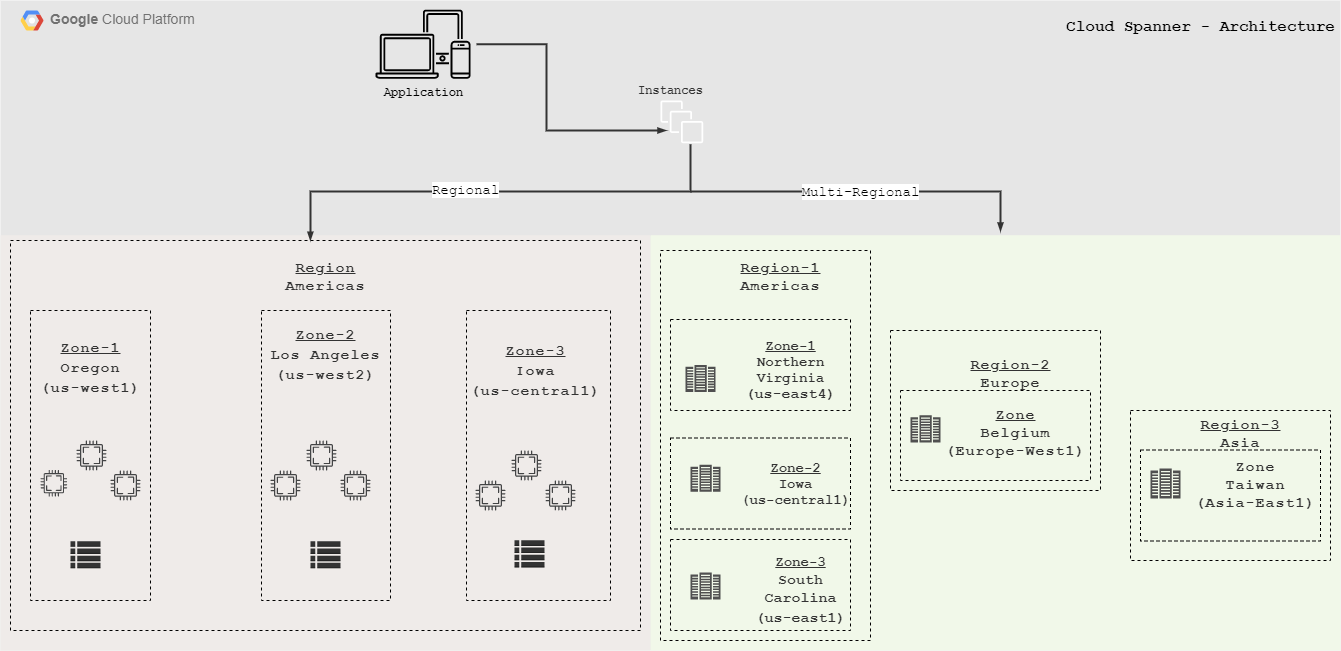 Google Cloud Platform
Cloud Spanner - Architecture
Application
Instances
Regional
Multi-Regional
Region
Americas
Zone-1
Oregon
(us-west1)
Zone-2
Los Angeles
(us-west2)
Zone-3
Iowa
(us-central1)
Region-1
Americas
Zone-1
Northern
Virginia
(us-east4)
Zone-2
Iowa
(us-central1)
Zone-3
South
Carolina
(us-east1)
Region-2
Europe
Zone
Belgium
(Europe-West1)
Region-3
Asia
Zone
Taiwan
(Asia-East1)